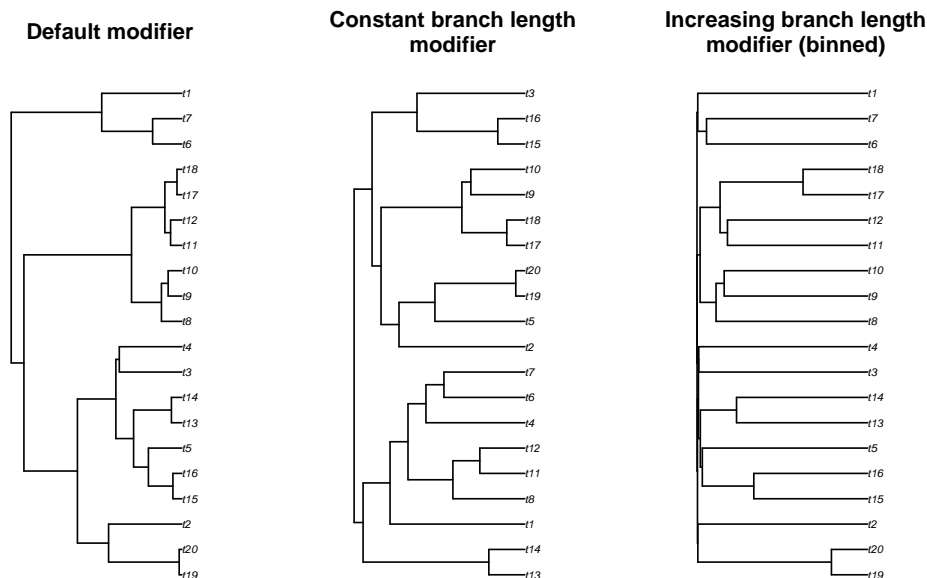 Default modifier
t1
t7
t6
t18
t17
t12
t11
t10
t9
t8
t4
t3
t14
t13
t5
t16
t15
t2
t20
t19
Constant branch length
modifier
t3
t16
t15
t10
t9
t18
t17
t20
t19
t5
t2
t7
t6
t4
t12
t11
t8
t1
t14
t13
Increasing branch length
modifier (binned)
t1
t7
t6
t18
t17
t12
t11
t10
t9
t8
t4
t3
t14
t13
t5
t16
t15
t2
t20
t19